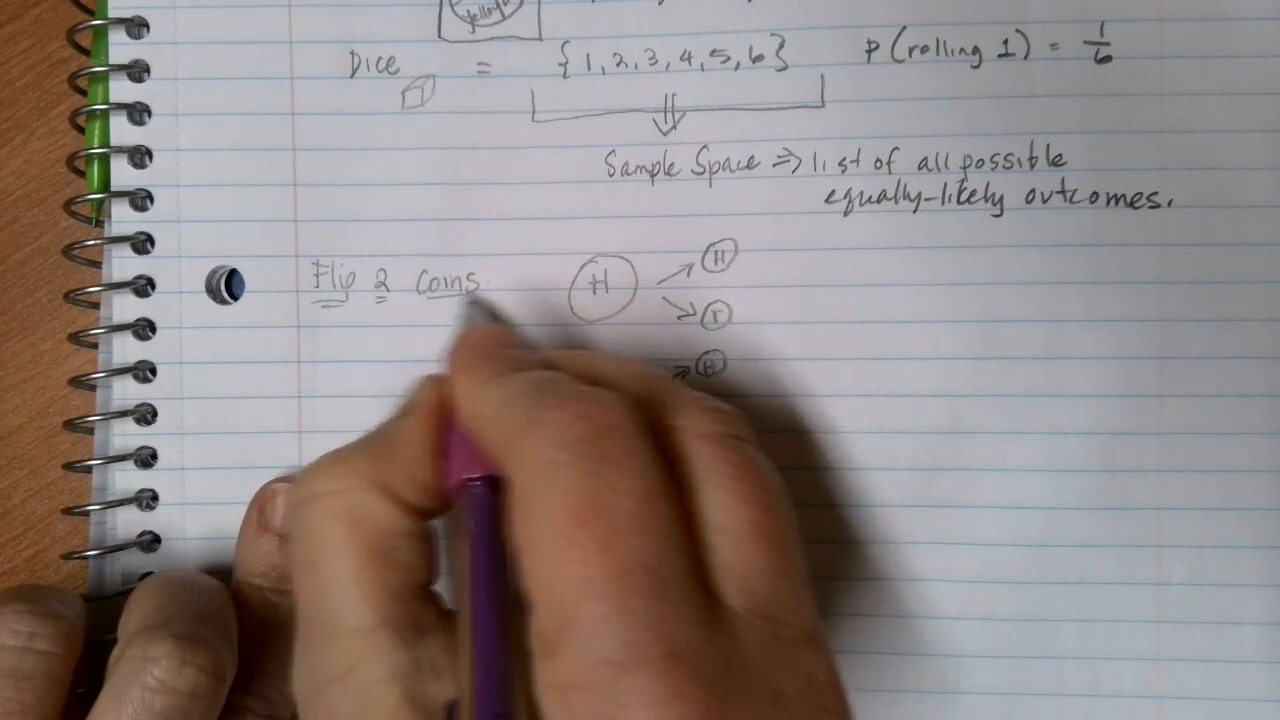 yellow
Dice = {1,2,3,4,5,6} P(rolling 1) = 1/6
Sample Space ⇒ list of all possible
equally-likely outcomes.
Flip 2 coins
H
H
T
H